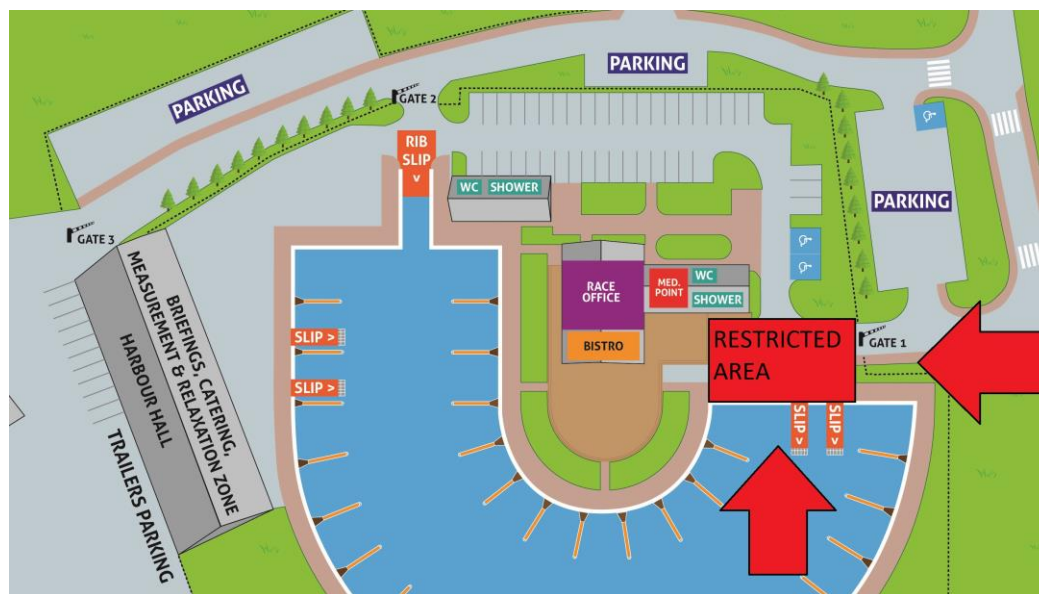 PARKING
PARKING
GATE 2
RIB
SLIP
v
WC SHOWER
PARKING
GATE 3
BRIEFINGS, CATERING,
MEASUREMENT & RELAXATION ZONE
HARBOUR HALL
TRAILERS PARKING
RACE
OFFICE
MED.
POINT
WC
SHOWER
BISTRO
SLIP >
SLIP >
RESTRICTED
AREA
GATE 1
SLIP >
SLIP >